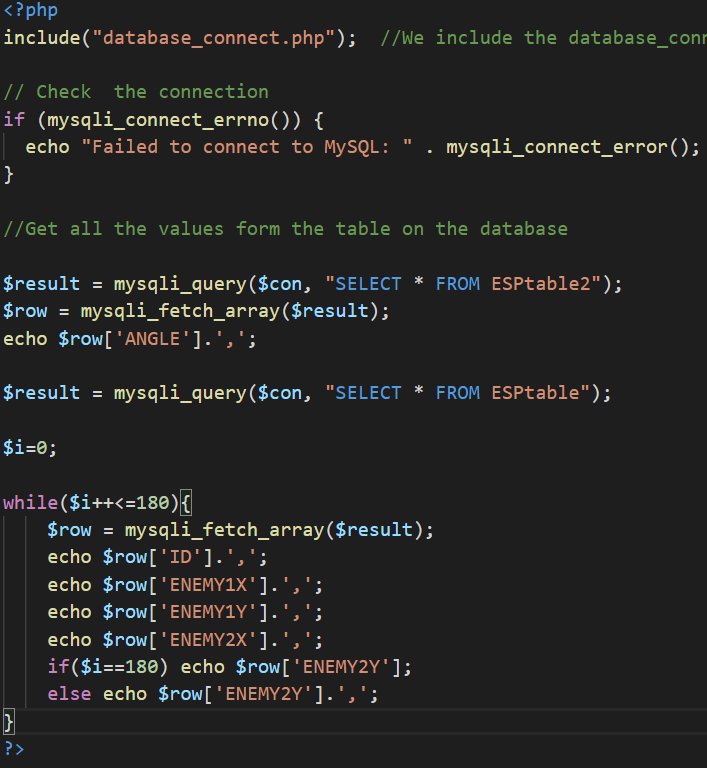 <?php
include("database_connect.php");  //We include the
// Check  the connection
if (mysqli_connect_errno()) {
  echo "Failed to connect to MySQL: " . mysqli_connect_error();
}
//Get all the values form the table on the database
$result = mysqli_query($con, "SELECT * FROM ESPtable2");
$row = mysqli_fetch_array($result);
echo $row['ANGLE'].',';
$result = mysqli_query($con, "SELECT * FROM ESPtable");
$i=0;
while($i++<=180){
    $row = mysqli_fetch_array($result);
    echo $row['ID'].',';
    echo $row['ENEMY1X'].',';
    echo $row['ENEMY1Y'].',';
    echo $row['ENEMY2X'].',';
    if($i==180) echo $row['ENEMY2Y'];
    else echo $row['ENEMY2Y'].',';
}
?>